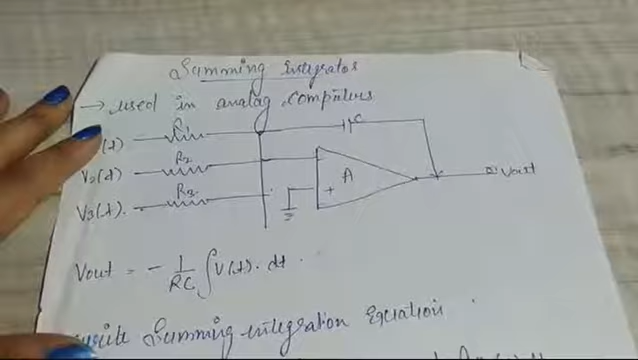 Summing Integrator
→ used in analog computers
(t) R1 C
V2(t) R2 A Vout
V3(t). R3 +
Vout = - 1/RC ∫V(t). dt .
Summing integration Equation